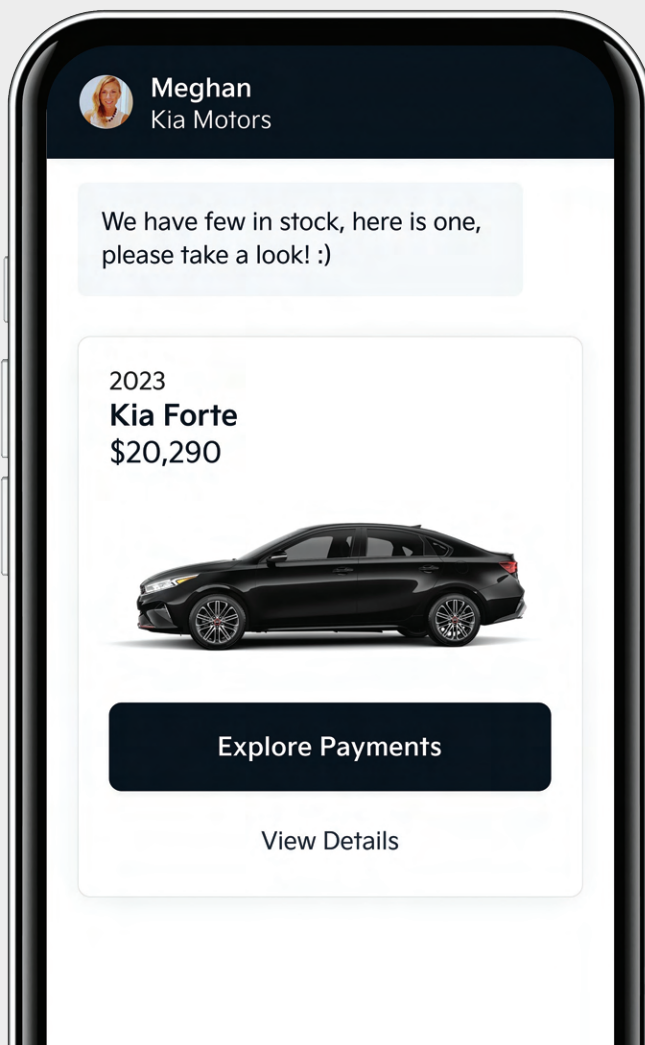 Meghan
Kia Motors
We have few in stock, here is one,
please take a look! :)
2023
Kia Forte
$20,290
Explore Payments
View Details